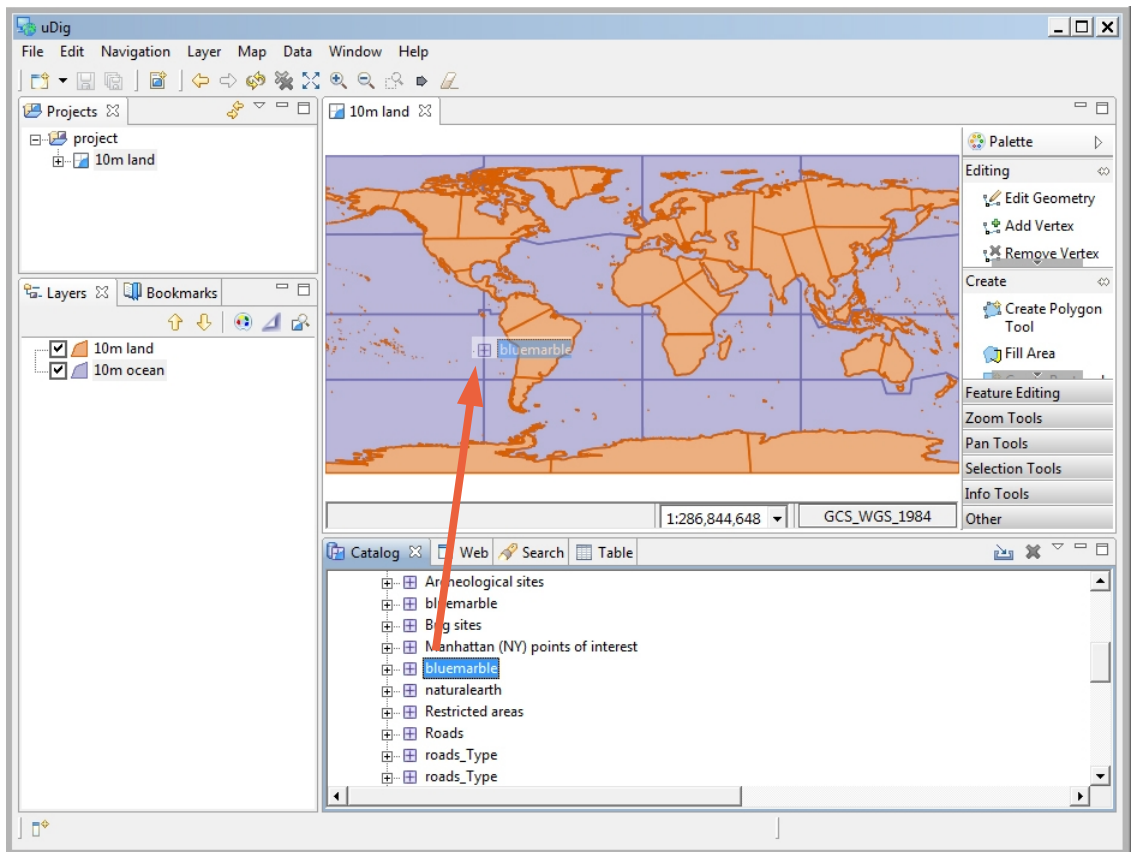 uDig
File Edit Navigation Layer Map Data Window Help
Projects
project
10m land
Layers Bookmarks
10m land
10m ocean
10m land
bluemarble
1:286,844,648 GCS_WGS_1984
Palette
Editing
Edit Geometry
Add Vertex
Remove Vertex
Create
Create Polygon
Tool
Fill Area
Feature Editing
Zoom Tools
Pan Tools
Selection Tools
Info Tools
Other
Catalog Web Search Table
Archeological sites
bluemarble
Bug sites
Manhattan (NY) points of interest
bluemarble
naturalearth
Restricted areas
Roads
roads_Type
roads_Type